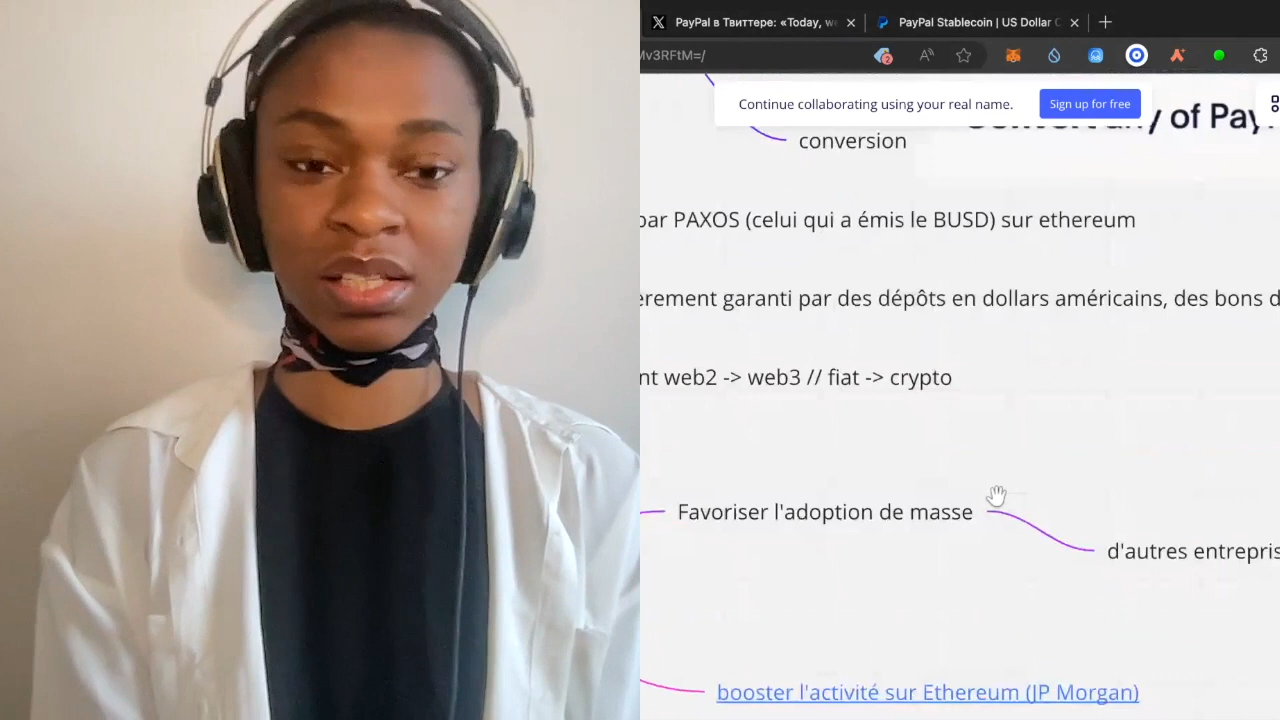 PayPal в Твиттере: «Today, we
PayPal Stablecoin | US Dollar C
Mv3RFtM=/
2
Continue collaborating using your real name.
Sign up for free
of Pay
conversion
par PAXOS (celui qui a émis le BUSD) sur ethereum
erement garanti par des dépôts en dollars américains, des bons d
nt web2 -> web3 // fiat -> crypto
Favoriser l'adoption de masse
d'autres entrepris
booster l'activité sur Ethereum (JP Morgan)